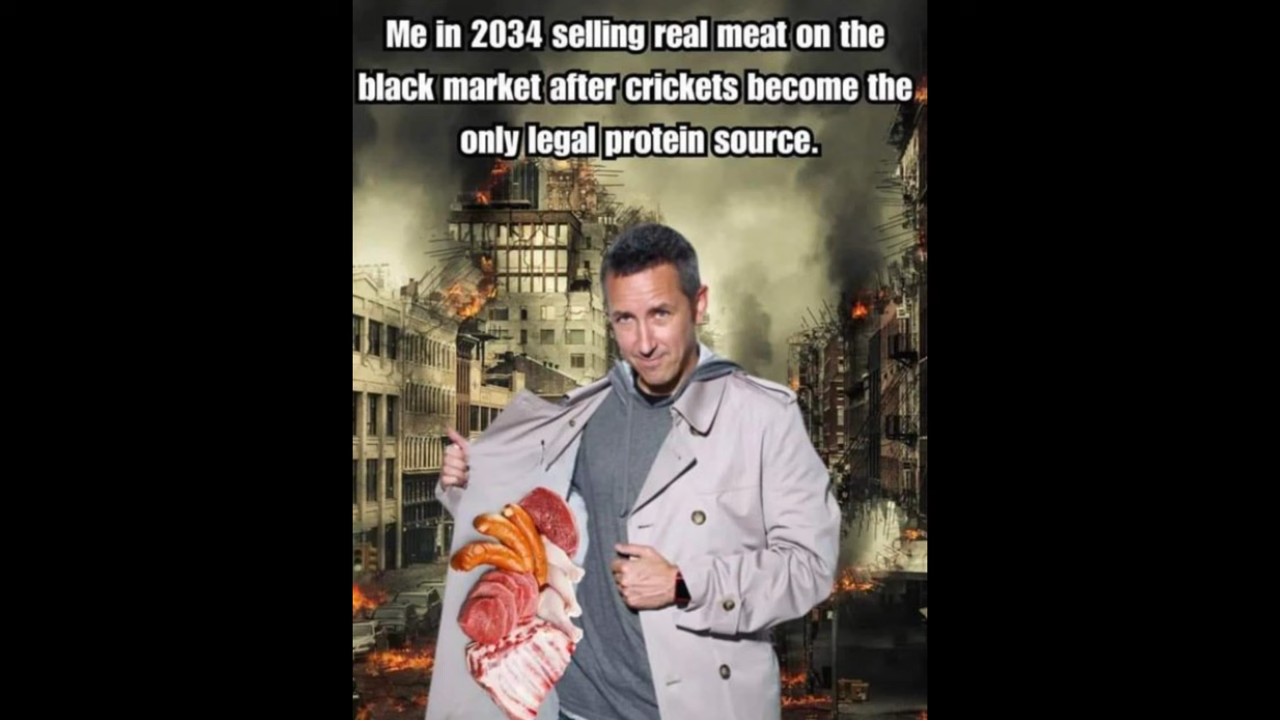 Me in 2034 selling real meat on the
black market after crickets become the
only legal protein source.